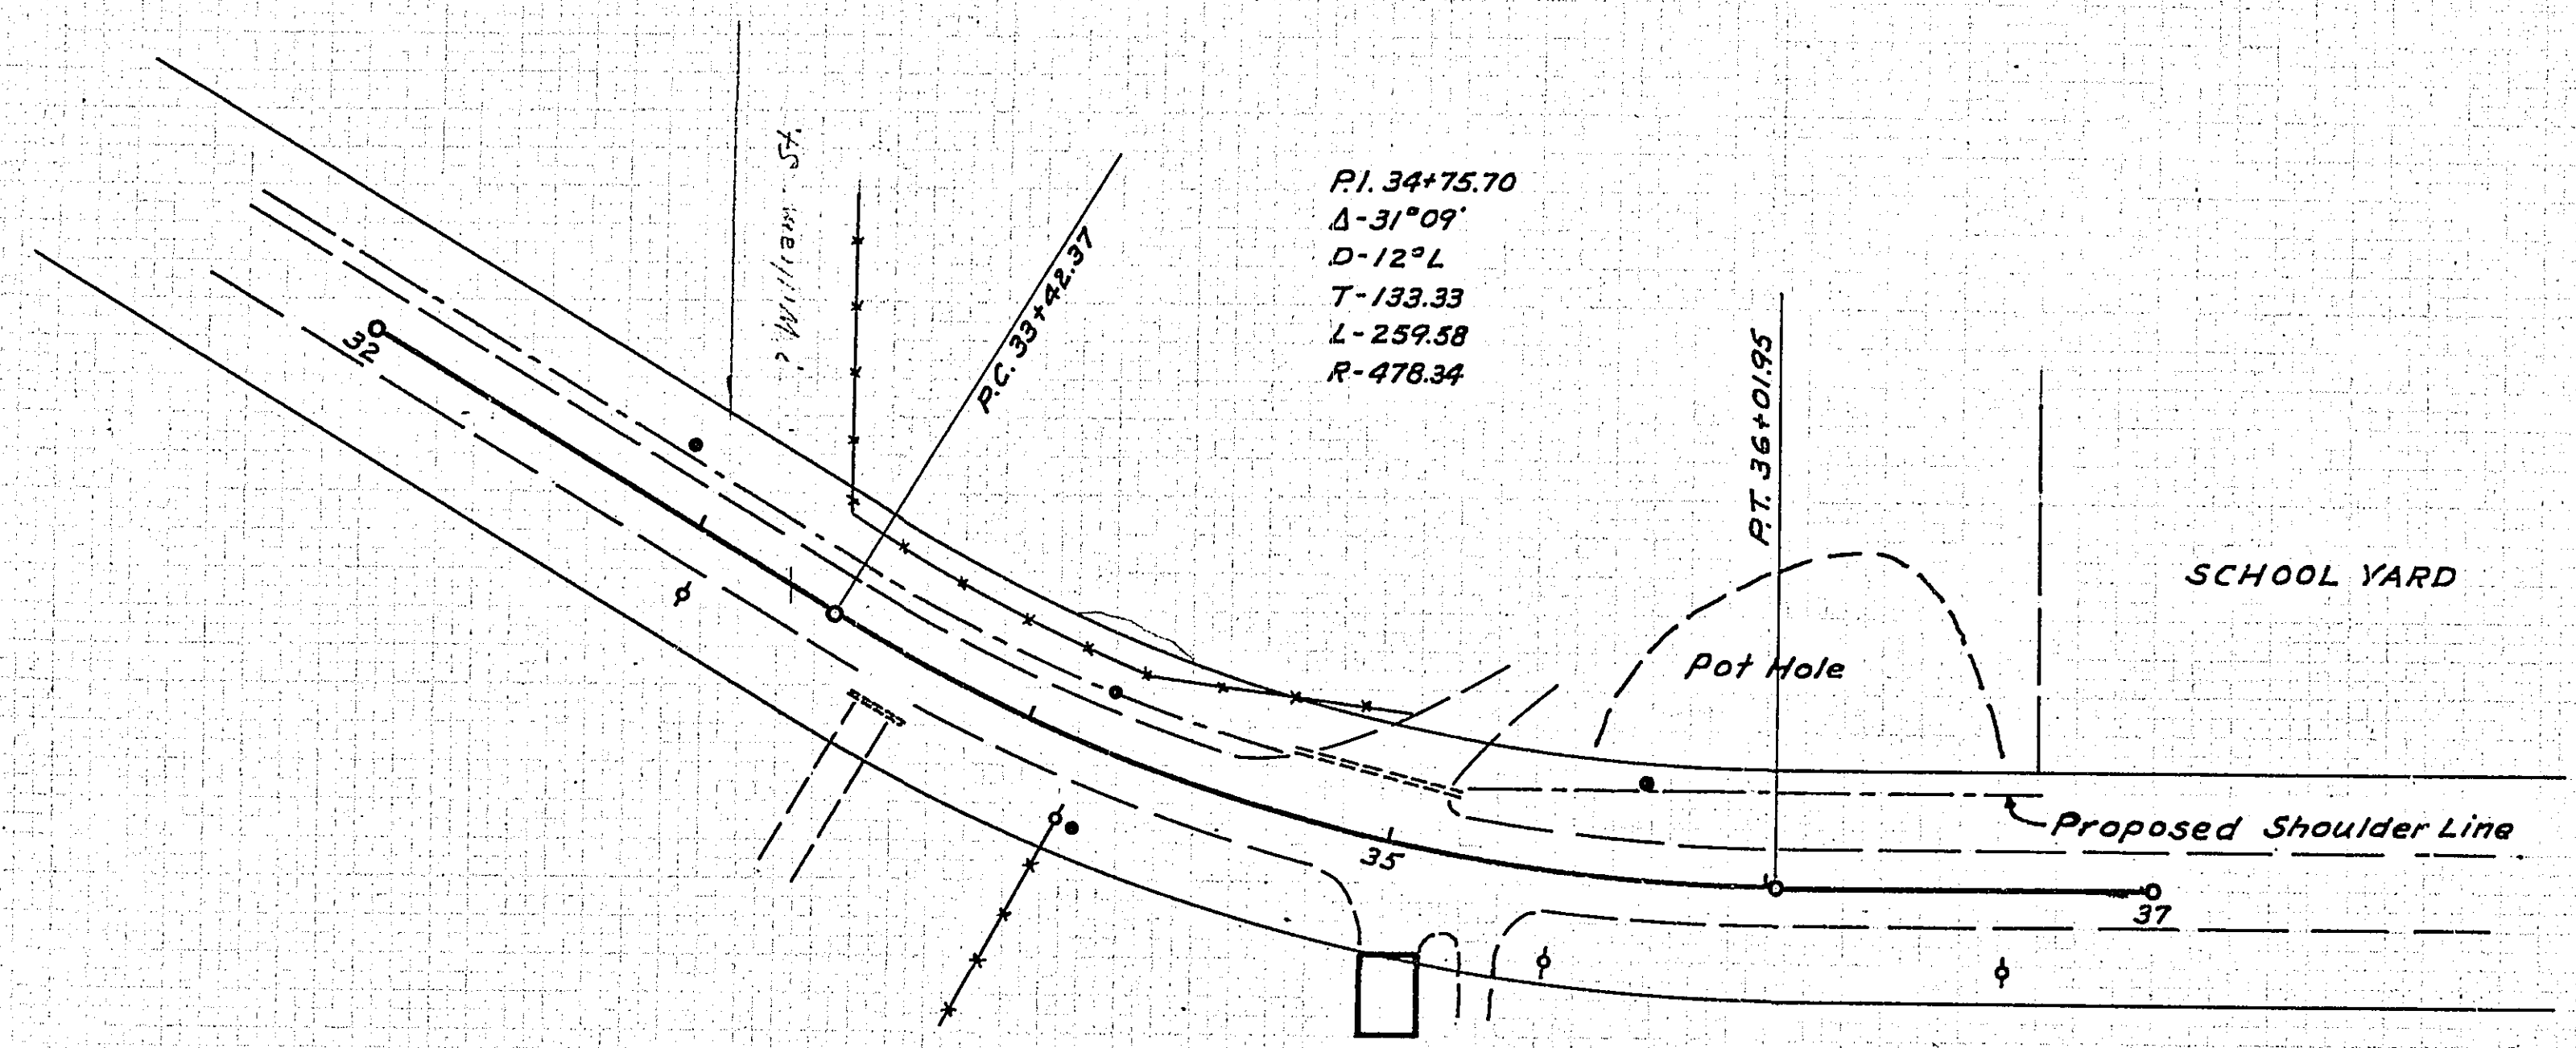 Williams St.
P.C. 33+42.37
P.I. 34+75.70
Δ-31°09'
D-12°L
T-133.33
L-259.58
R-478.34
P.T. 36+01.95
32
SCHOOL YARD
Pot Hole
Proposed Shoulder Line
35
37